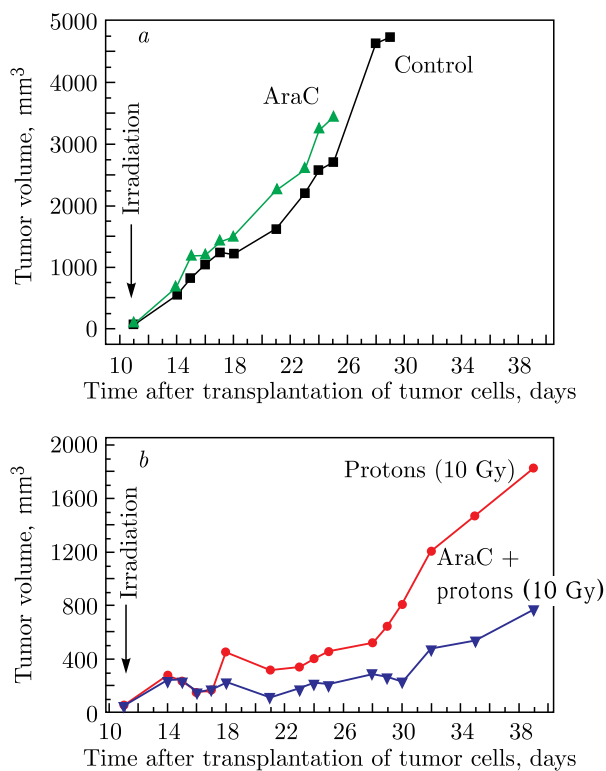 5000
a
4000
3000
2000
1000
0
Tumor volume, mm³
Irradiation
AraC
Control
10 14 18 22 26 30 34 38
Time after transplantation of tumor cells, days
2000
b
1600
1200
800
400
0
Tumor volume, mm³
Irradiation
Protons (10 Gy)
AraC +
protons (10 Gy)
10 14 18 22 26 30 34 38
Time after transplantation of tumor cells, days